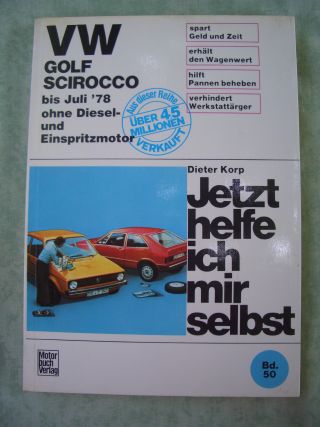 VW
GOLF
SCIROCCO
bis Juli '78
ohne Diesel-
und
Einspritzmotor
spart
Geld und Zeit
erhält
den Wagenwert
hilft
Pannen beheben
verhindert
Werkstattärger
Aus dieser Reihe
ÜBER 4,5
MILLIONEN
VERKAUFT
Dieter Korp
Jetzt
helfe
ich
mir
selbst
Motor
buch
Verlag
Bd.
50